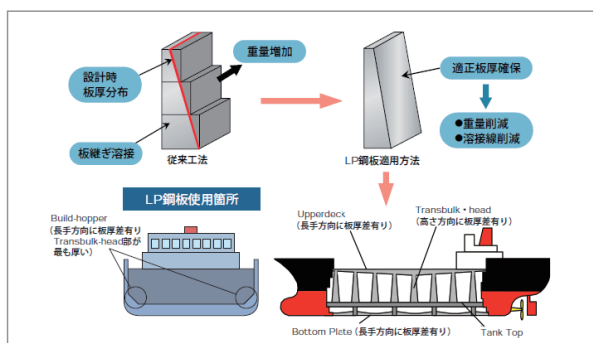 重量増加
設計時
板厚分布
板継ぎ溶接
従来工法
適正板厚確保
●重量削減
●溶接線削減
LP鋼板適用方法
LP鋼板使用箇所
Build-hopper
(長手方向に板厚差有り
Transbulk-head部が
最も厚い)
Upperdeck
(長手方向に板厚差有り)
Transbulk・head
(高さ方向に板厚差有り)
Bottom Plate (長手方向に板厚差有り)
Tank Top